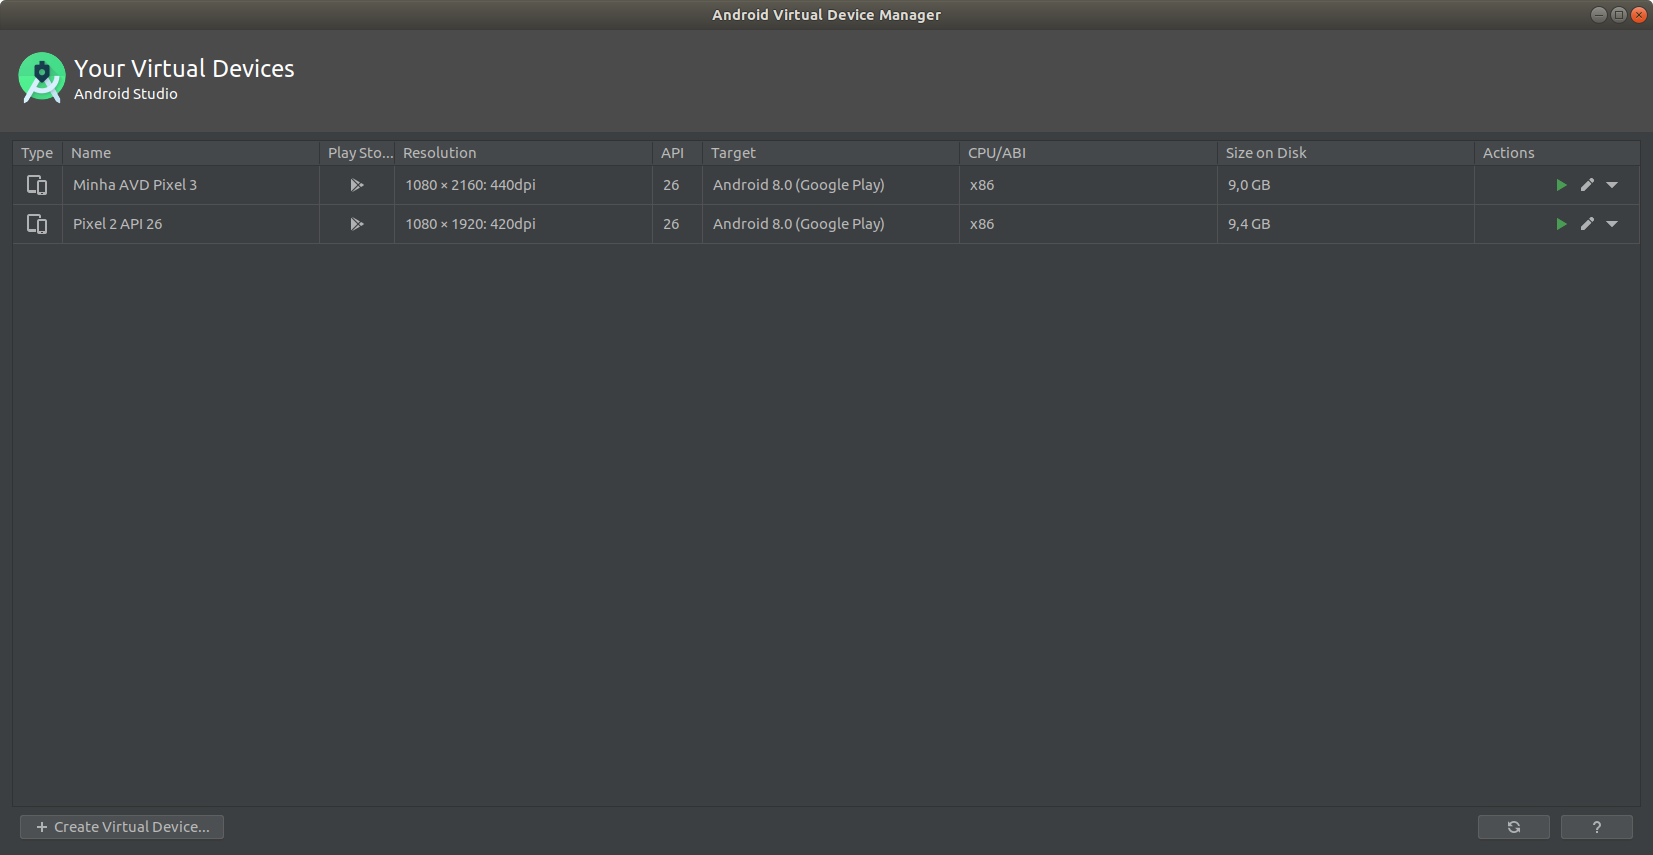 Android Virtual Device Manager
Your Virtual Devices
Android Studio
Type Name Play Sto... Resolution API Target CPU/ABI Size on Disk Actions
Minha AVD Pixel 3 1080 × 2160: 440dpi 26 Android 8.0 (Google Play) x86 9,0 GB
Pixel 2 API 26 1080 × 1920: 420dpi 26 Android 8.0 (Google Play) x86 9,4 GB
+ Create Virtual Device... ?